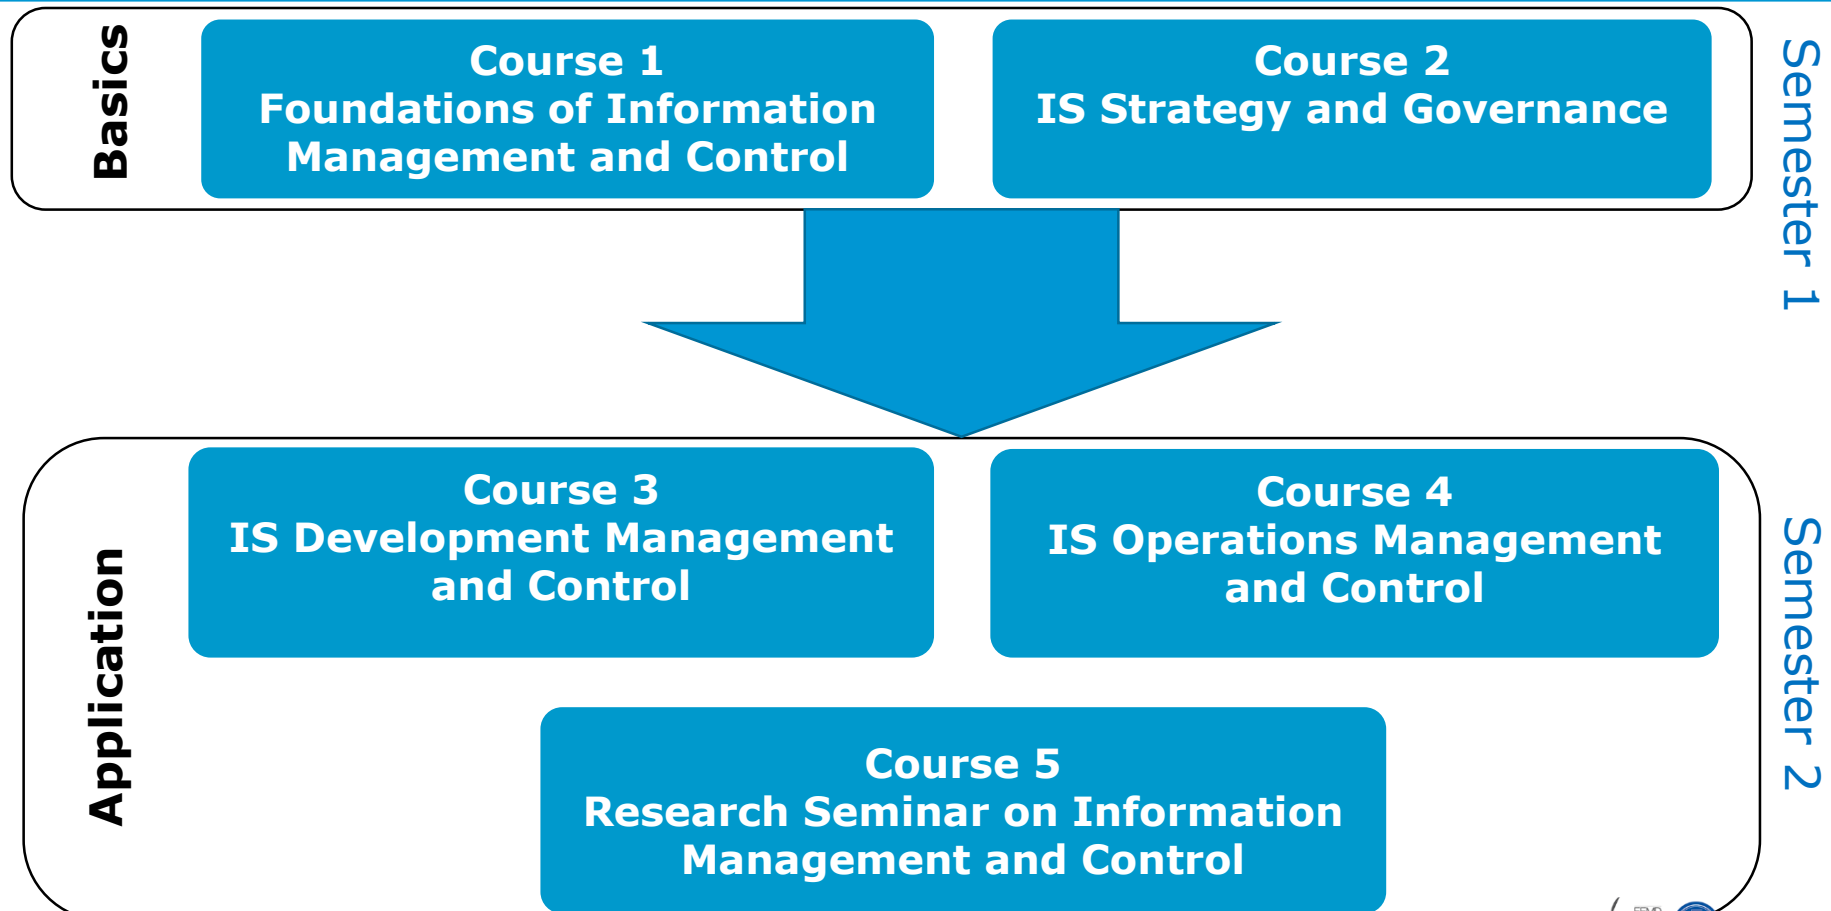 Basics
Course 1
Foundations of Information
Management and Control
Course 2
IS Strategy and Governance
Semester 1
Application
Course 3
IS Development Management
and Control
Course 4
IS Operations Management
and Control
Semester 2
Course 5
Research Seminar on Information
Management and Control